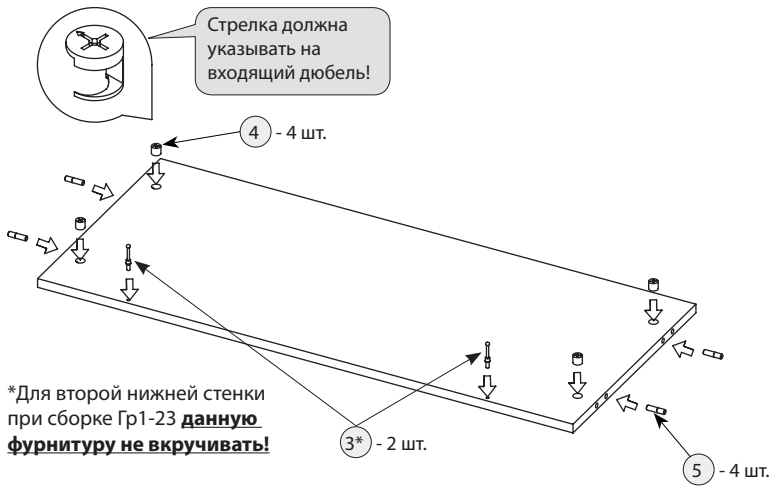 Стрелка должна
указывать на
входящий дюбель!
4 - 4 шт.
*Для второй нижней стенки
при сборке Гр1-23 данную
фурнитуру не вкручивать!
3* - 2 шт.
5 - 4 шт.